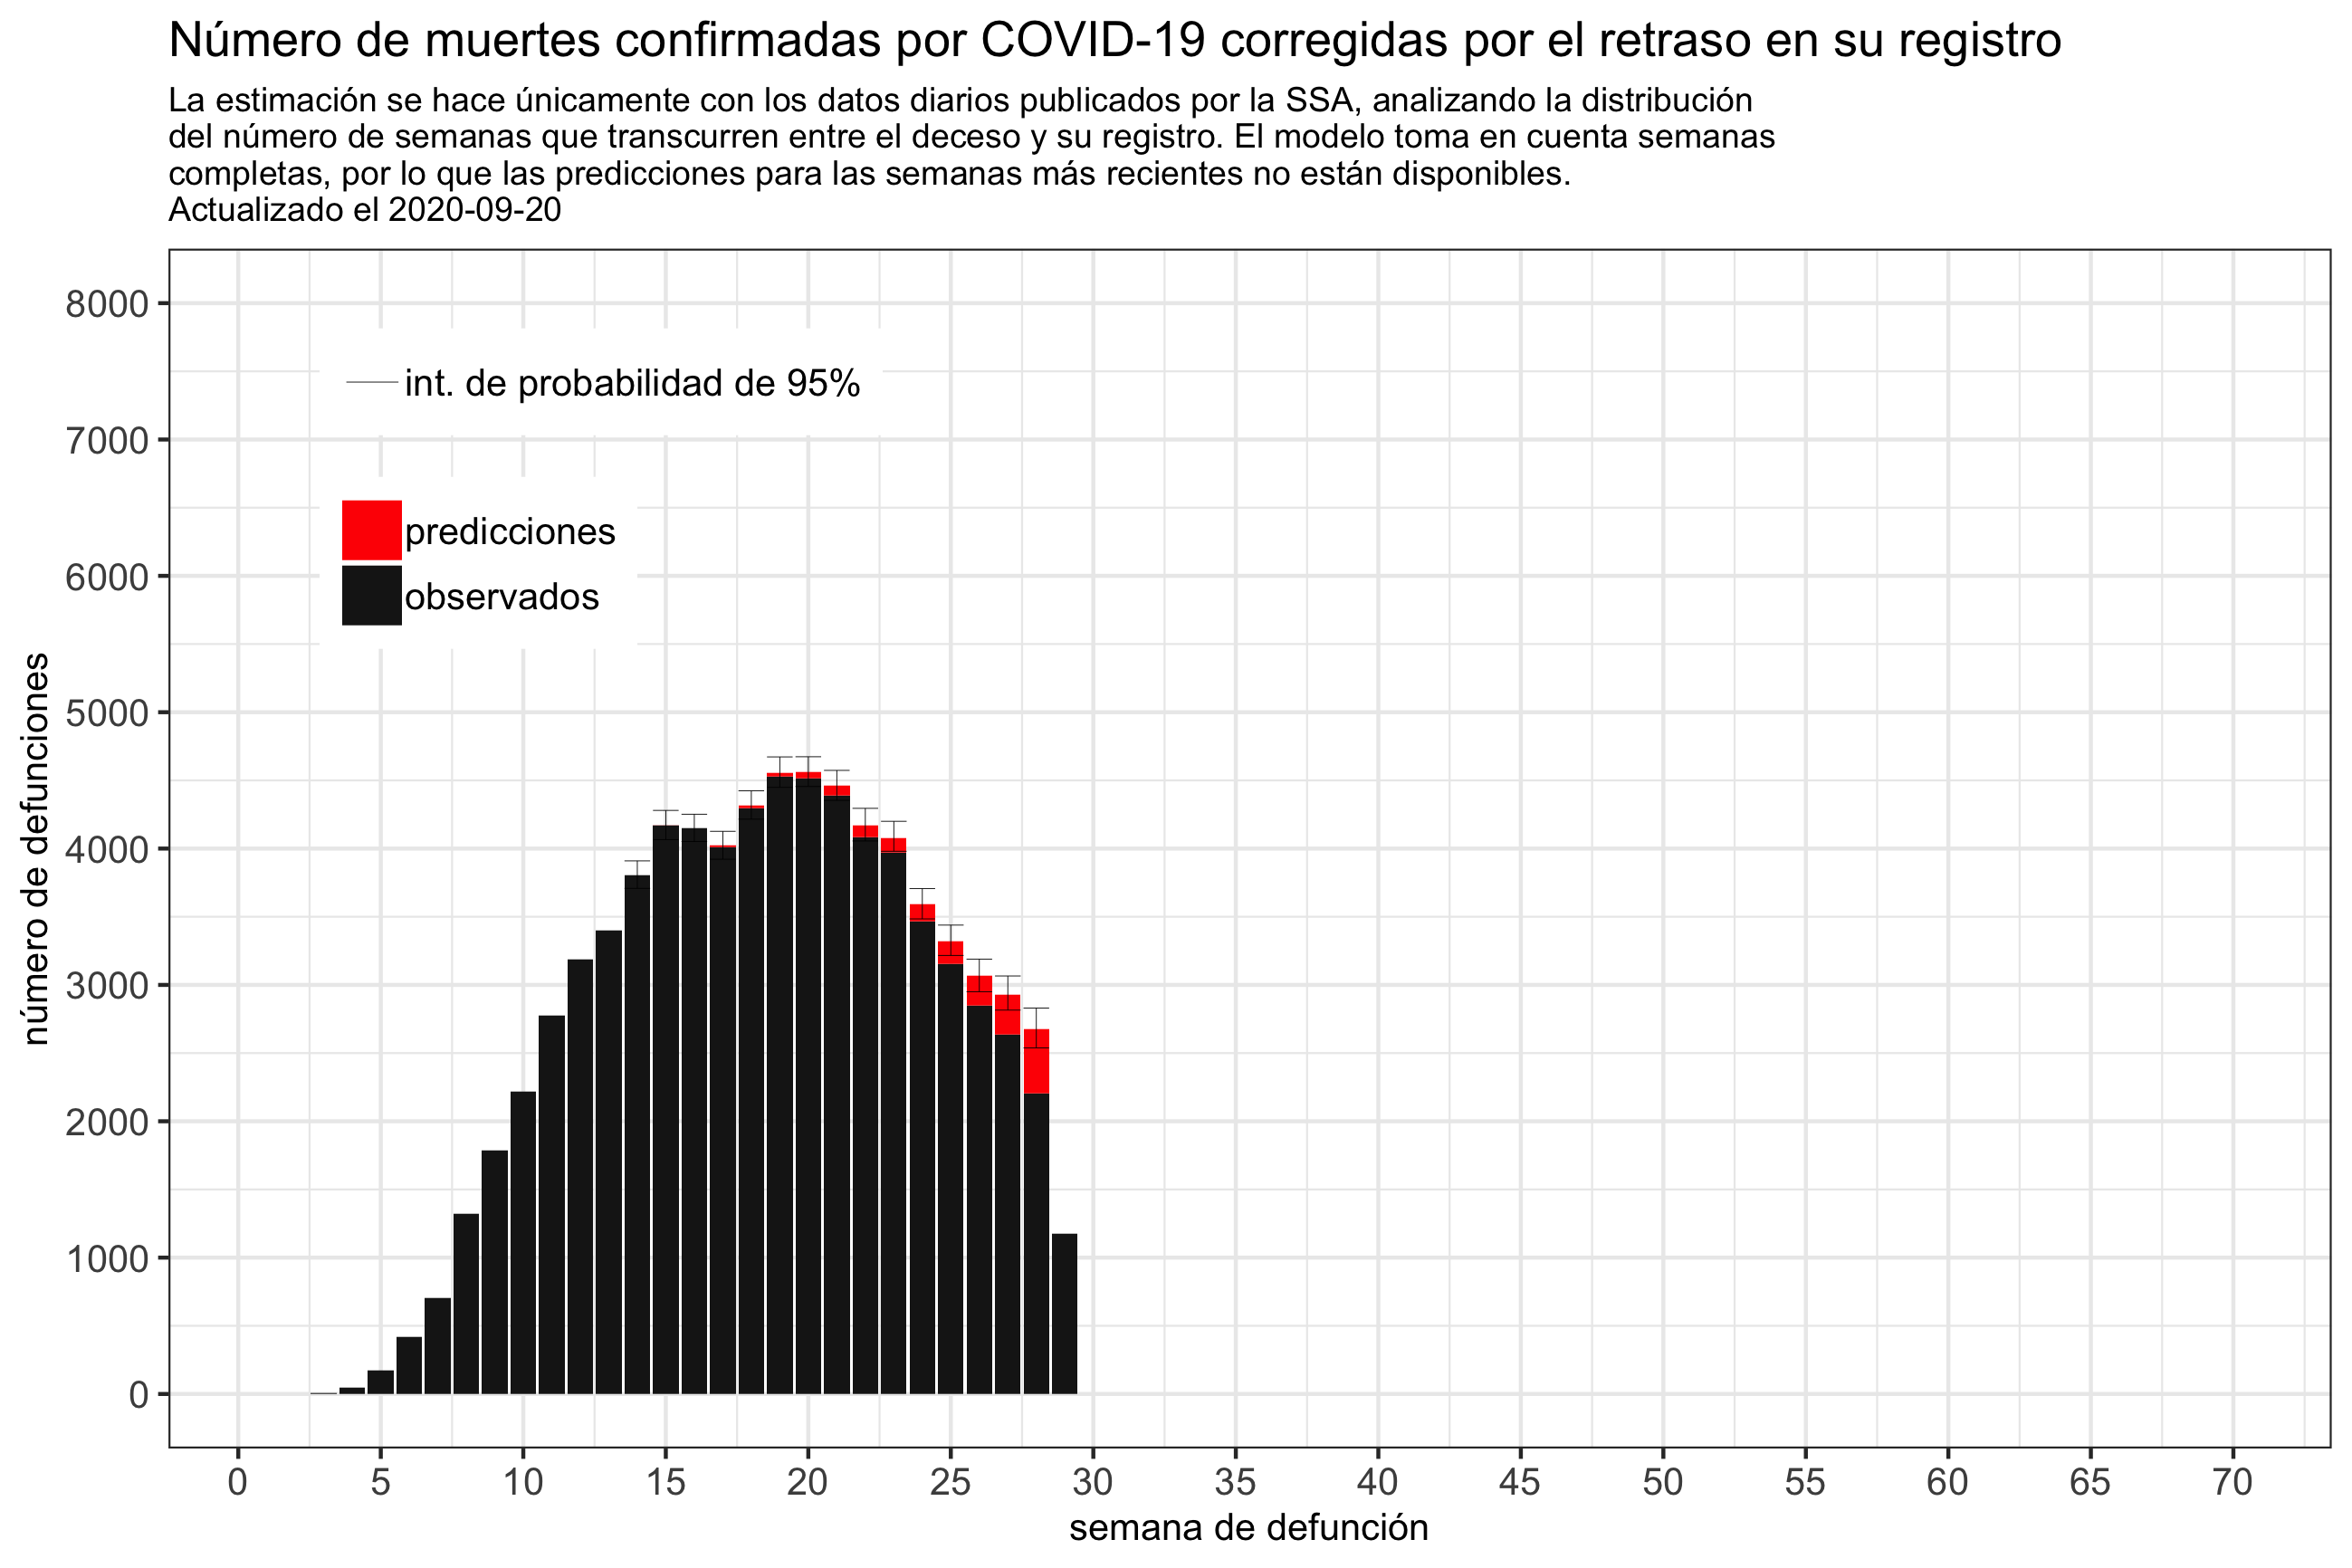 Número de muertes confirmadas por COVID-19 corregidas por el retraso en su registro
La estimación se hace únicamente con los datos diarios publicados por la SSA, analizando la distribución
del número de semanas que transcurren entre el deceso y su registro. El modelo toma en cuenta semanas
completas, por lo que las predicciones para las semanas más recientes no están disponibles.
Actualizado el 2020-09-20
8000
7000
6000
5000
4000
3000
2000
1000
0
número de defunciones
int. de probabilidad de 95%
predicciones
observados
0 5 10 15 20 25 30 35 40 45 50 55 60 65 70
semana de defunción